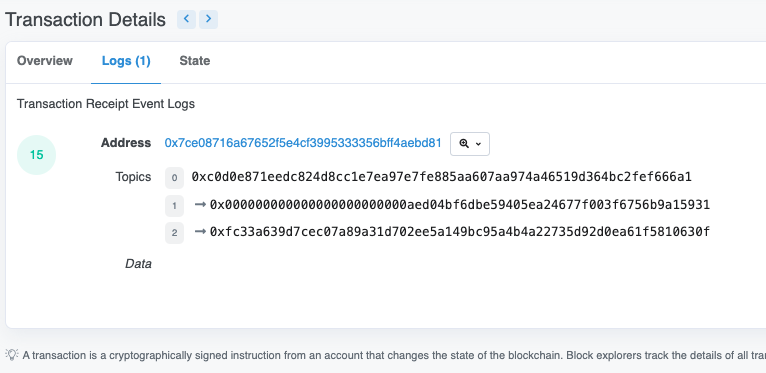 Transaction Details
Overview Logs (1) State
Transaction Receipt Event Logs
15
Address 0x7ce08716a67652f5e4cf3995333356bff4aebd81
Topics 0 0xc0d0e871eedc824d8cc1e7ea97e7fe885aa607aa974a46519d364bc2fef666a1
1 → 0x000000000000000000000000aed04bf6dbe59405ea24677f003f6756b9a15931
2 → 0xfc33a639d7cec07a89a31d702ee5a149bc95a4b4a22735d92d0ea61f5810630f
Data
A transaction is a cryptographically signed instruction from an account that changes the state of the blockchain. Block explorers track the details of all tra